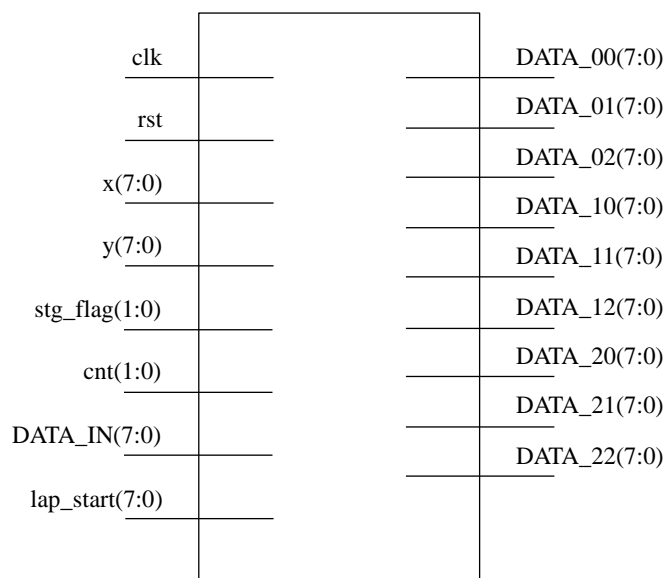 clk
rst
x(7:0)
y(7:0)
stg_flag(1:0)
cnt(1:0)
DATA_IN(7:0)
lap_start(7:0)
DATA_00(7:0)
DATA_01(7:0)
DATA_02(7:0)
DATA_10(7:0)
DATA_11(7:0)
DATA_12(7:0)
DATA_20(7:0)
DATA_21(7:0)
DATA_22(7:0)